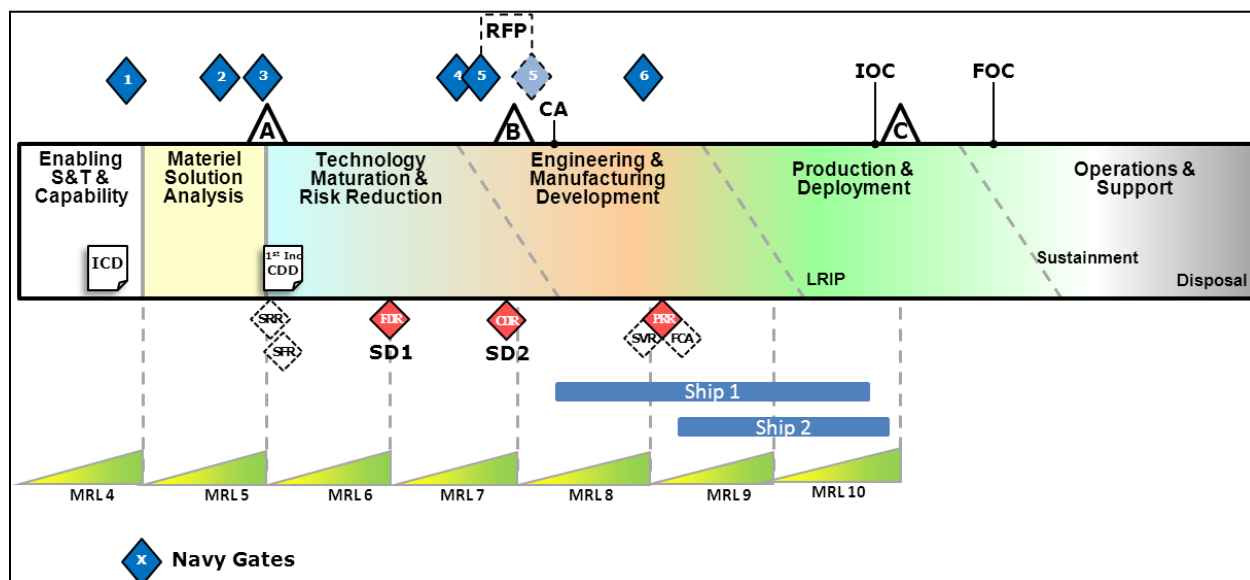 RFP
1
2
3
4
5
5
6
IOC
FOC
CA
A
B
C
Enabling
S&T &
Capability
Materiel
Solution
Analysis
Technology
Maturation &
Risk Reduction
Engineering &
Manufacturing
Development
Production &
Deployment
Operations &
Support
ICD
1st Inc
CDD
LRIP
Sustainment
Disposal
SRR
SFR
PDR
SD1
CDR
SD2
PRR
SVR
FCA
Ship 1
Ship 2
MRL 4
MRL 5
MRL 6
MRL 7
MRL 8
MRL 9
MRL 10
x
Navy Gates